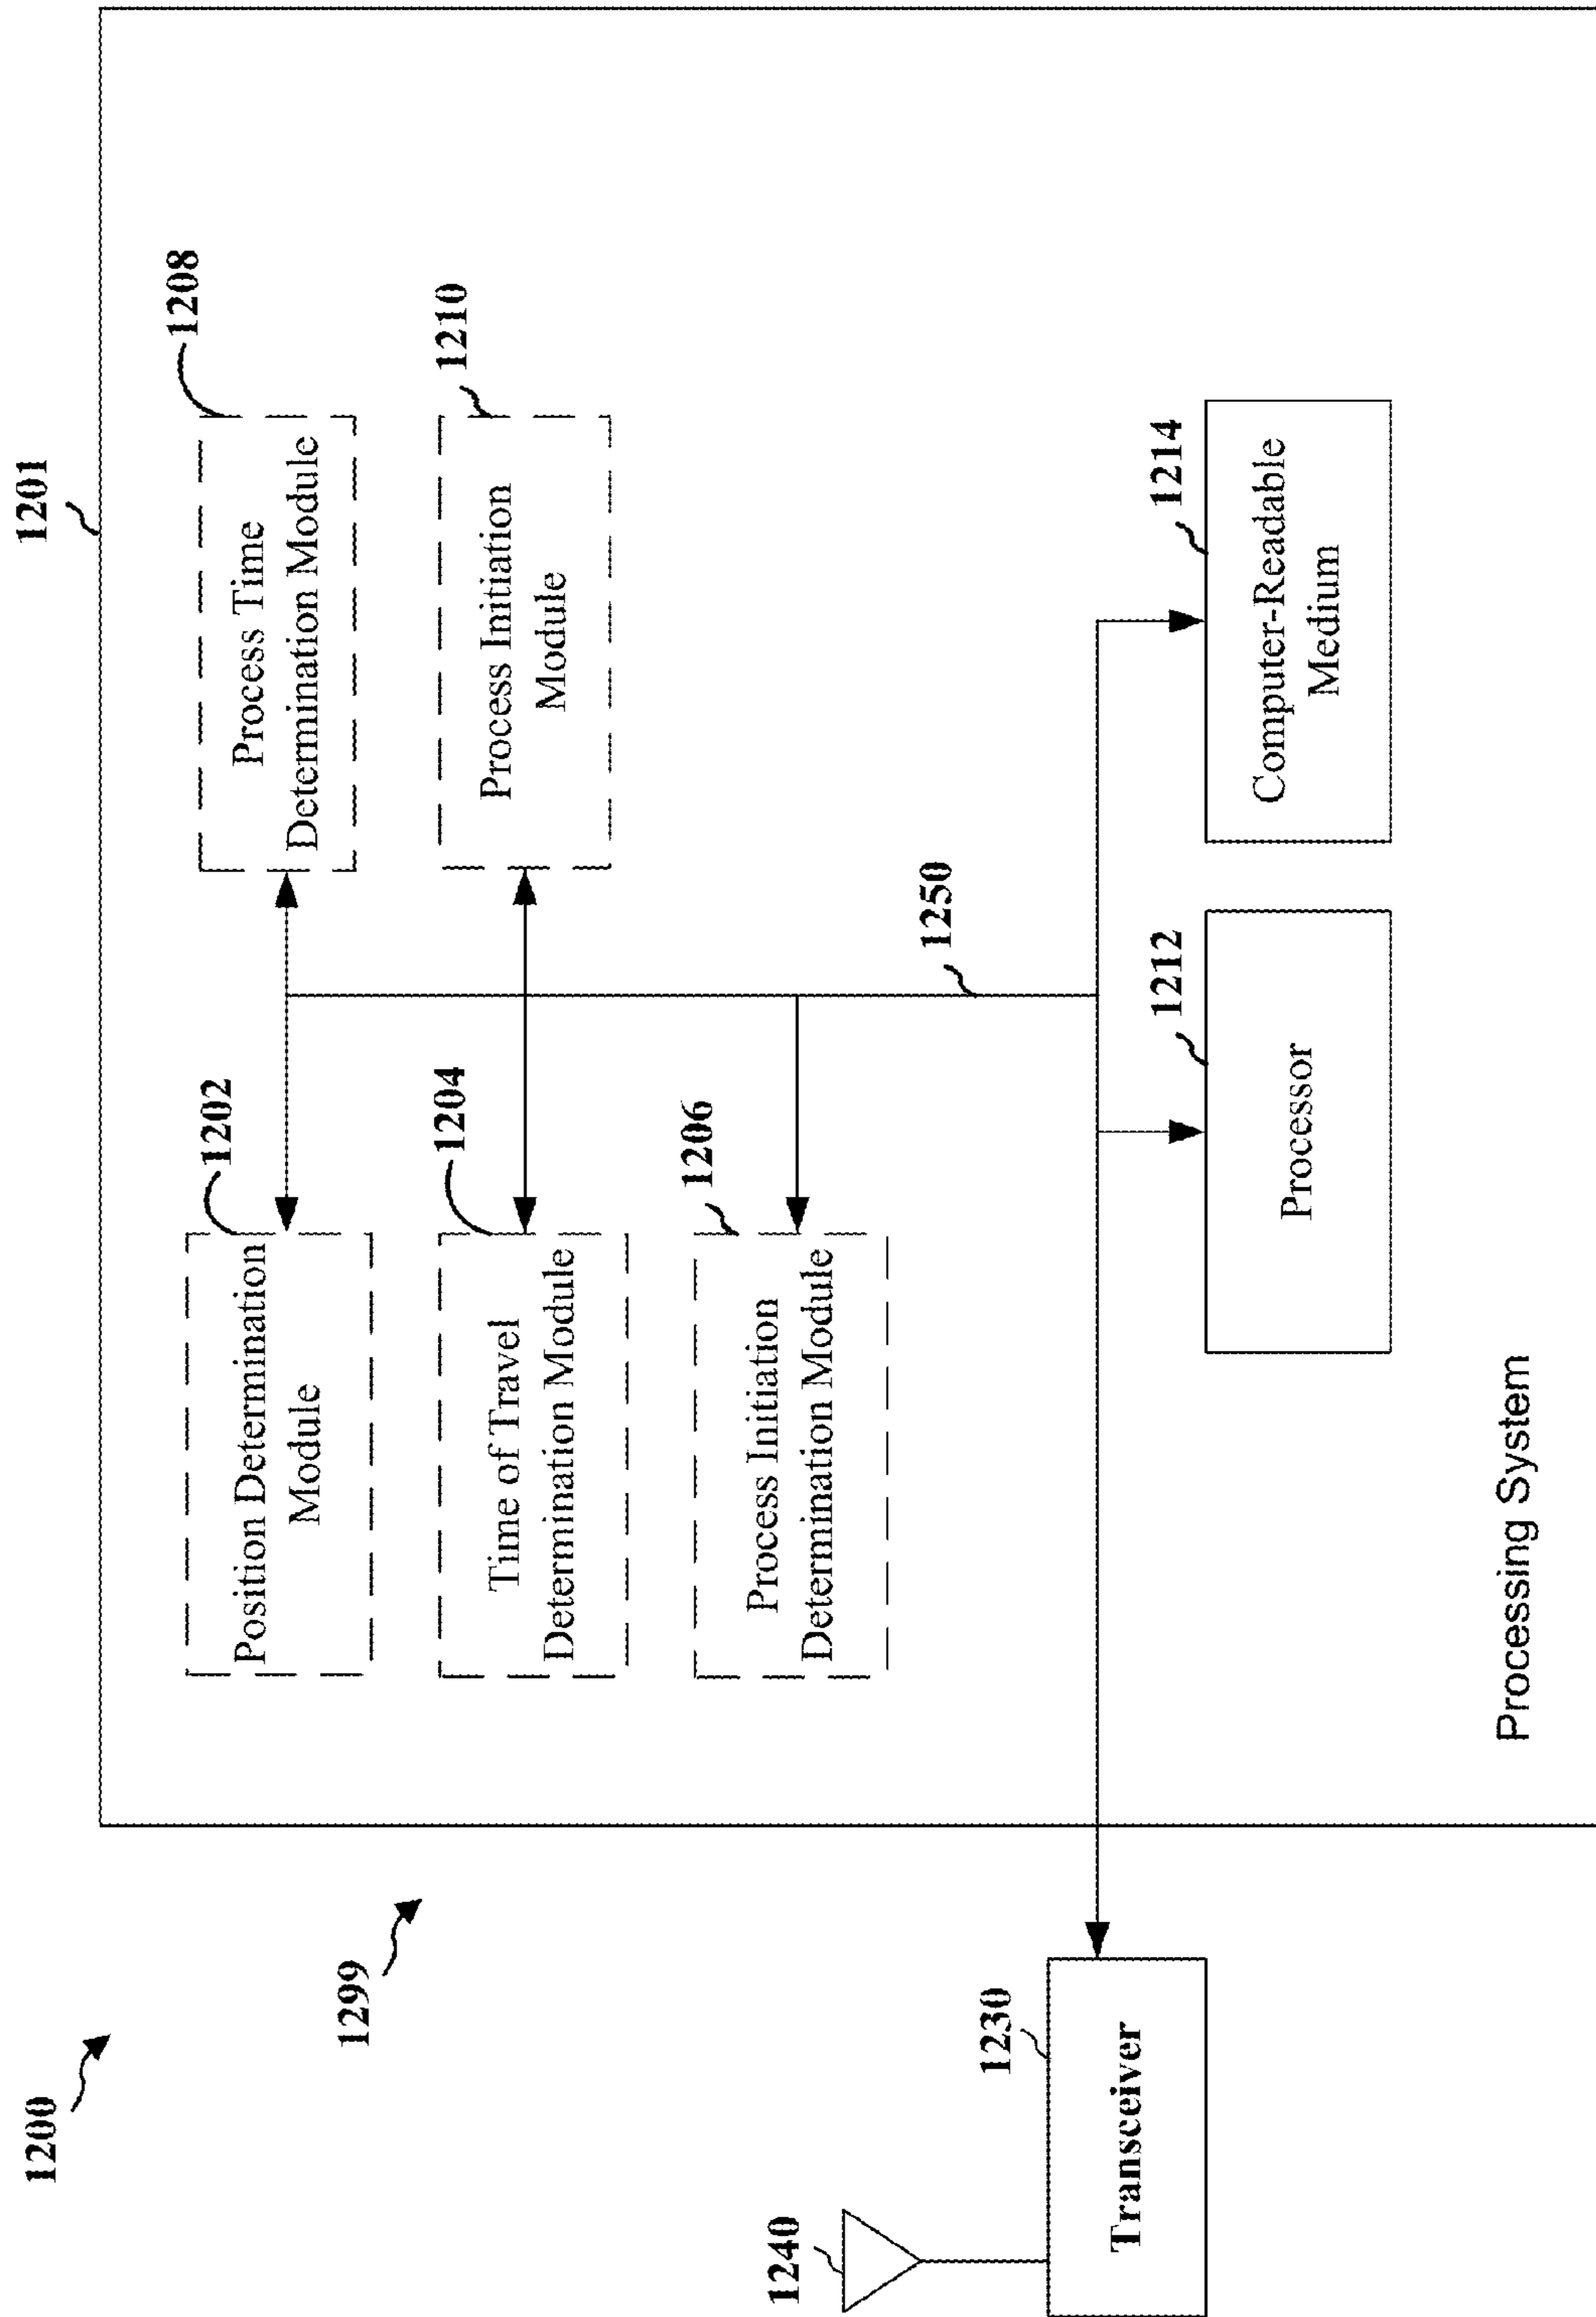 1200
1299
1201
1202
Position Determination
Module
1208
Process Time
Determination Module
1204
Time of Travel
Determination Module
1210
Process Initiation
Module
1206
Process Initiation
Determination Module
1250
1240
1230
Transceiver
1212
Processor
1214
Computer-Readable
Medium
Processing System